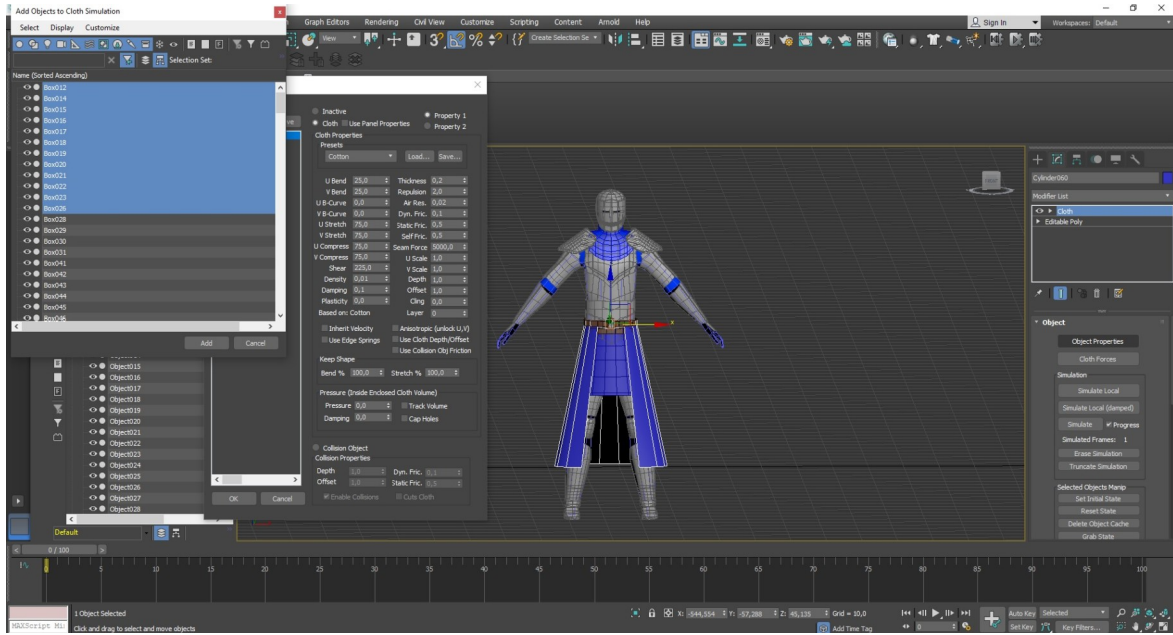 Add Objects to Cloth Simulation
Select Display Customize
Selection Set:
Name (Sorted Ascending)
Box012
Box014
Box015
Box016
Box017
Box018
Box019
Box020
Box021
Box022
Box023
Box026
Box028
Box029
Box030
Box031
Box041
Box042
Box043
Box044
Box045
Box046
Add Cancel
Object015
Object016
Object017
Object018
Object019
Object020
Object021
Object022
Object023
Object024
Object025
Object026
Object027
Object028
Default
Graph Editors Rendering Civil View Customize Scripting Content Arnold Help
Sign In
Workspaces: Default
View
Create Selection Se
Inactive
Cloth Use Panel Properties
Property 1
Property 2
Cloth Properties
Presets
Cotton Load... Save...
U Bend 25,0 Thickness 0,2
V Bend 25,0 Repulsion 2,0
U B-Curve 0,0 Air Res. 0,02
V B-Curve 0,0 Dyn. Fric. 0,1
U Stretch 75,0 Static Fric. 0,5
V Stretch 75,0 Self Fric. 0,5
U Compress 75,0 Seam Force 5000,0
V Compress 75,0 U Scale 1,0
Shear 225,0 V Scale 1,0
Density 0,01 Depth 1,0
Damping 0,1 Offset 1,0
Plasticity 0,0 Cling 0,0
Based on: Cotton Layer 0
Inherit Velocity Anisotropic (unlock U,V)
Use Edge Springs Use Cloth Depth/Offset
Use Collision Obj Friction
Keep Shape
Bend % 100,0 Stretch % 100,0
Pressure (Inside Enclosed Cloth Volume)
Pressure 0,0 Track Volume
Damping 0,0 Cap Holes
Collision Object
Collision Properties
Depth 1,0 Dyn. Fric. 0,1
Offset 1,0 Static Fric. 0,5
Enable Collisions Cuts Cloth
OK Cancel
x
Cylinder060
Modifier List
Cloth
Editable Poly
Object
Object Properties
Cloth Forces
Simulation
Simulate Local
Simulate Local (damped)
Simulate Progress
Simulated Frames: 1
Erase Simulation
Truncate Simulation
Selected Objects Manip
Set Initial State
Reset State
Delete Object Cache
Grab State
0 / 100
0 5 10 15 20 25 30 35 40 45 50 55 60 65 70 75 80 85 90 95 100
MAXScript Mi
1 Object Selected
Click and drag to select and move objects
X: -544,554 Y: -57,288 Z: 45,135 Grid = 10,0
Add Time Tag
0
Auto Key Selected
Set Key Key Filters...